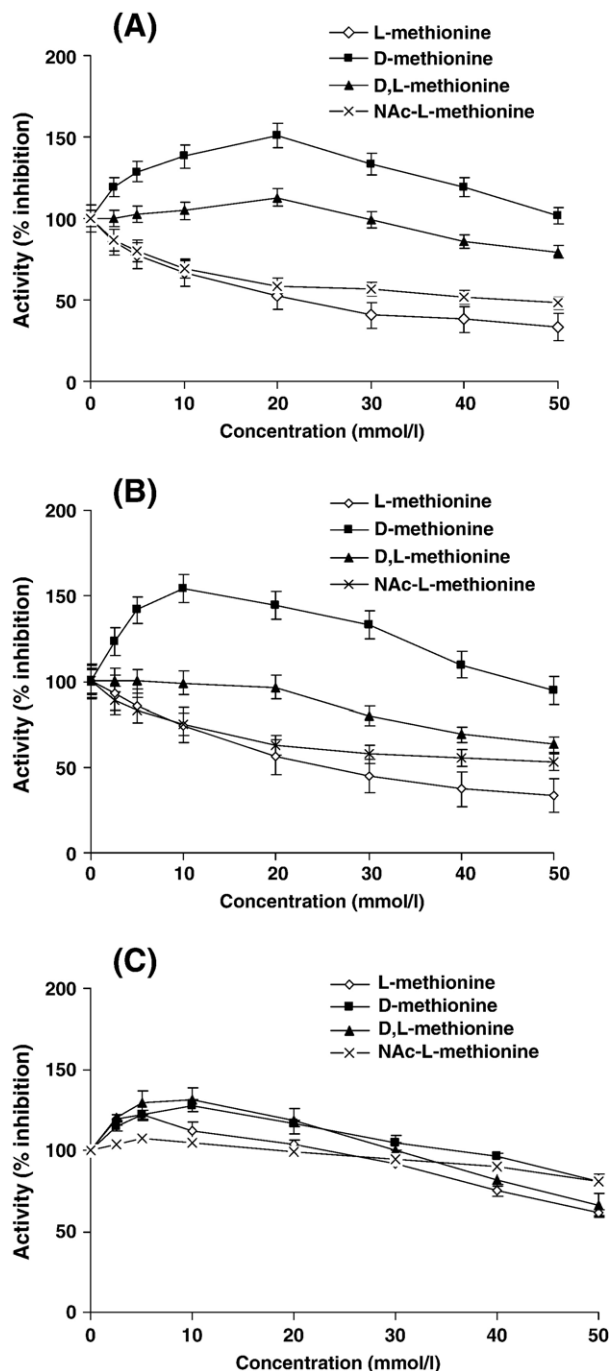 (A)
L-methionine
D-methionine
D,L-methionine
NAc-L-methionine
200
150
100
50
0
Activity (% inhibition)
0 10 20 30 40 50
Concentration (mmol/l)
(B)
L-methionine
D-methionine
D,L-methionine
NAc-L-methionine
200
150
100
50
0
Activity (% inhibition)
0 10 20 30 40 50
Concentration (mmol/l)
(C)
L-methionine
D-methionine
D,L-methionine
NAc-L-methionine
200
150
100
50
0
Activity (% inhibition)
0 10 20 30 40 50
Concentration (mmol/l)